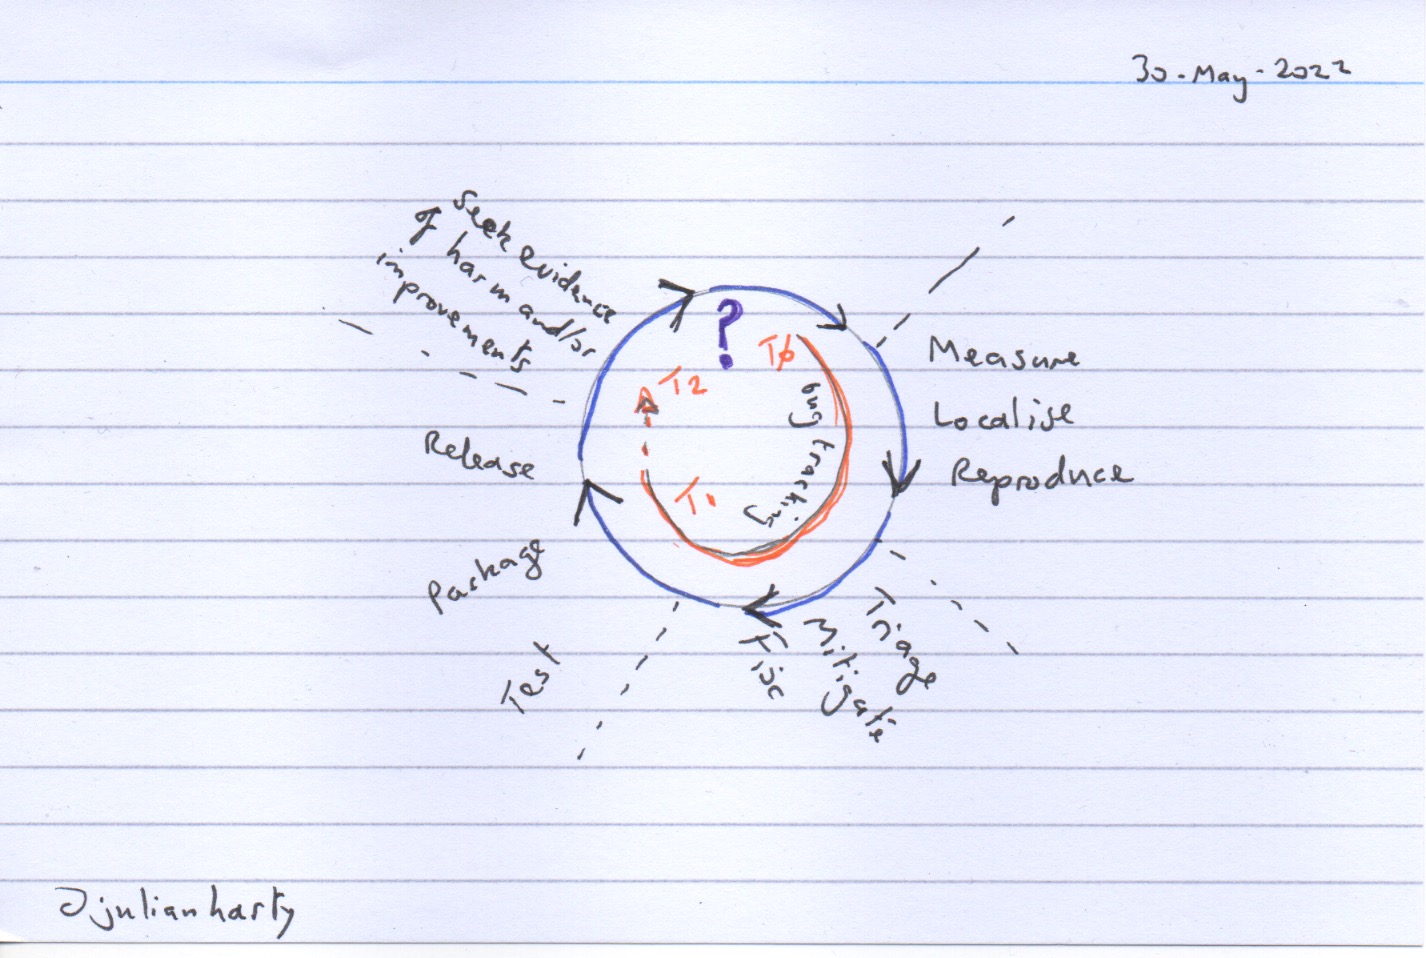 30-May-2022
Seek evidence
of harm and/or
improvements
?
T0
T2
bug tracking
T1
Measure
Localise
Reproduce
Release
Package
Test
Triage
Mitigate
Fix
@julianharty